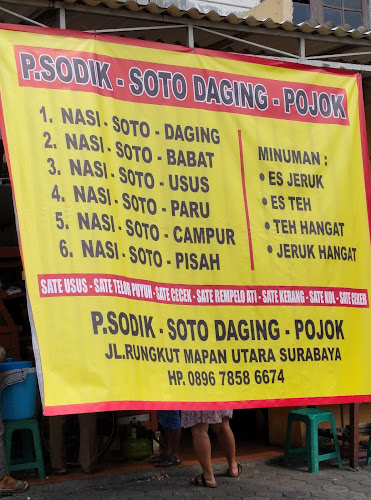 P.SODIK - SOTO DAGING - POJOK
1. NASI - SOTO - DAGING
2. NASI - SOTO - BABAT
3. NASI - SOTO - USUS
4. NASI - SOTO - PARU
5. NASI - SOTO - CAMPUR
6. NASI - SOTO - PISAH
MINUMAN :
• ES JERUK
• ES TEH
• TEH HANGAT
• JERUK HANGAT
SATE USUS - SATE TELOR PUYUH - SATE CECEK - SATE REMPELO ATI - SATE KERANG - SATE KOL - SATE CEKER
P.SODIK - SOTO DAGING - POJOK
JL.RUNGKUT MAPAN UTARA SURABAYA
HP. 0896 7858 6674